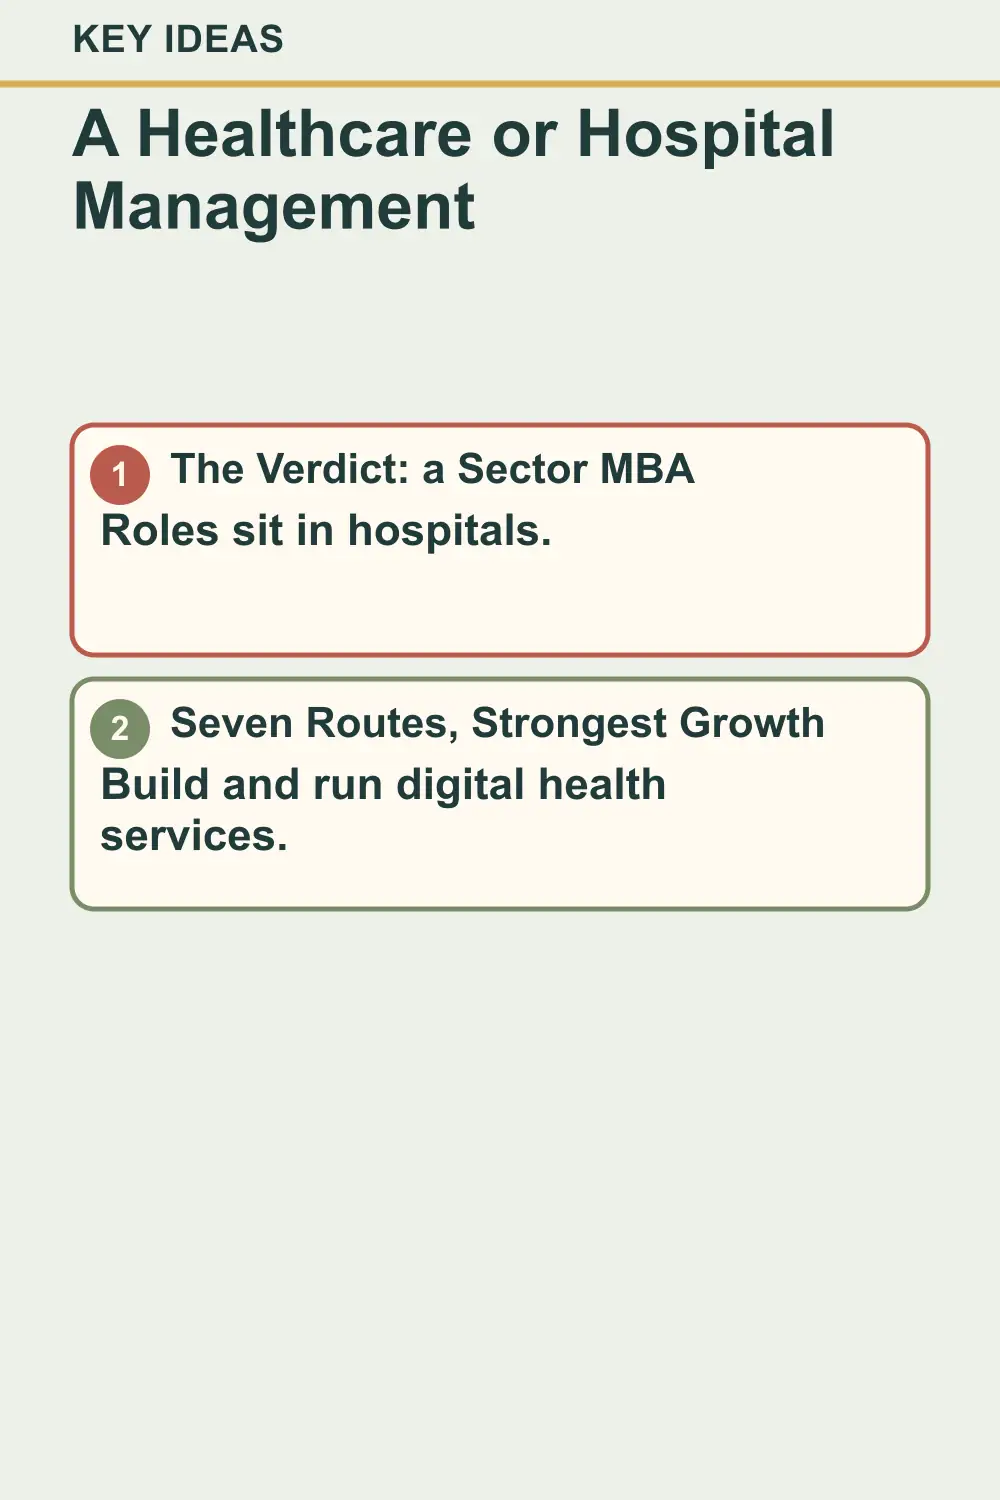 KEY IDEAS
A Healthcare or Hospital
Management
1 The Verdict: a Sector MBA
Roles sit in hospitals.
2 Seven Routes, Strongest Growth
Build and run digital health
services.